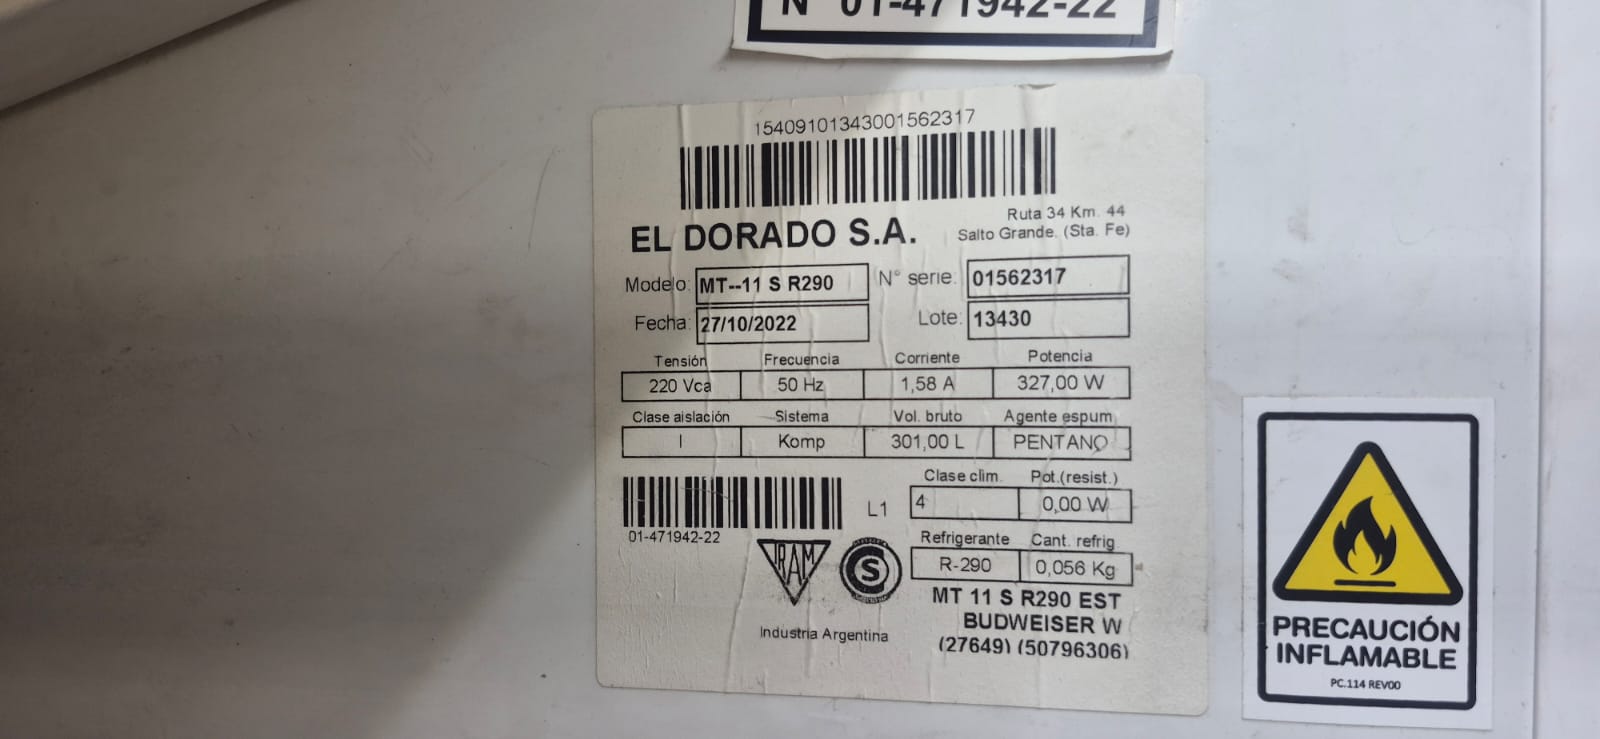 N° 01-471942-22
15409101343001562317
EL DORADO S.A.
Ruta 34 Km. 44
Salto Grande. (Sta. Fe)
Modelo: MT--11 S R290 N° serie: 01562317
Fecha: 27/10/2022 Lote: 13430
Tensión Frecuencia Corriente Potencia
220 Vca 50 Hz 1,58 A 327,00 W
Clase aislación Sistema Vol. bruto Agente espum
I Komp 301,00 L PENTANO
Clase clim. Pot.(resist.)
L1 4 0,00 W
01-471942-22
Refrigerante Cant. refrig
R-290 0,056 Kg
IRAM
S
MT 11 S R290 EST
BUDWEISER W
(27649) (50796306)
Industria Argentina
PRECAUCIÓN
INFLAMABLE
PC.114 REV00